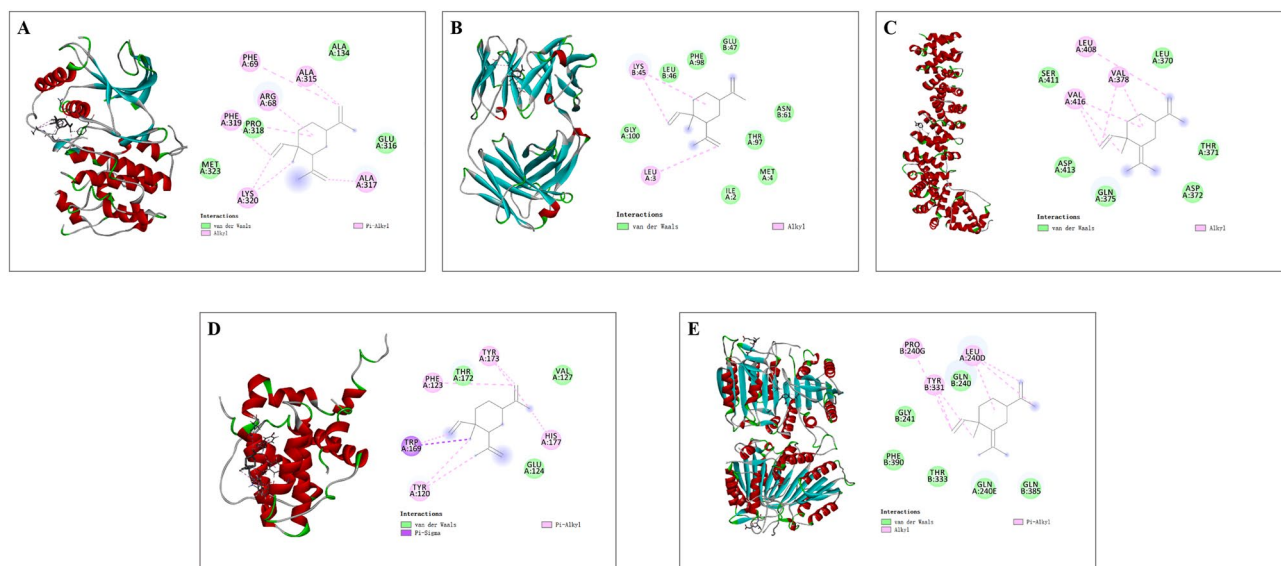 A
PHE
A:69
ALA
A:134
ALA
A:315
ARG
A:68
PHE
A:319
PRO
A:318
GLU
A:316
MET
A:323
LYS
A:320
ALA
A:317
Interactions
van der Waals
Alkyl
Pi-Alkyl
B
GLU
B:47
PHE
A:98
LYS
B:45
LEU
B:46
ASN
B:61
GLY
A:100
THR
A:97
LEU
A:3
MET
A:4
ILE
A:2
Interactions
van der Waals
Alkyl
C
LEU
A:408
LEU
A:370
SER
A:411
VAL
A:378
VAL
A:416
THR
A:371
ASP
A:413
GLN
A:375
ASP
A:372
Interactions
van der Waals
Alkyl
D
TYR
A:173
THR
A:172
VAL
A:127
PHE
A:123
TRP
A:169
HIS
A:177
GLU
A:124
TYR
A:120
Interactions
van der Waals
Pi-Sigma
Pi-Alkyl
E
PRO
B:240G
LEU
A:240D
GLN
B:240
TYR
B:331
GLY
B:241
PHE
B:390
THR
B:333
GLN
A:240E
GLN
B:385
Interactions
van der Waals
Alkyl
Pi-Alkyl